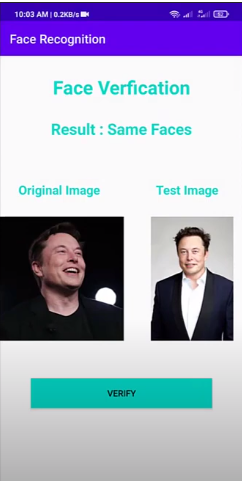 10:03 AM | 0.2KB/s
Face Recognition
Face Verfication
Result : Same Faces
Original Image
Test Image
VERIFY